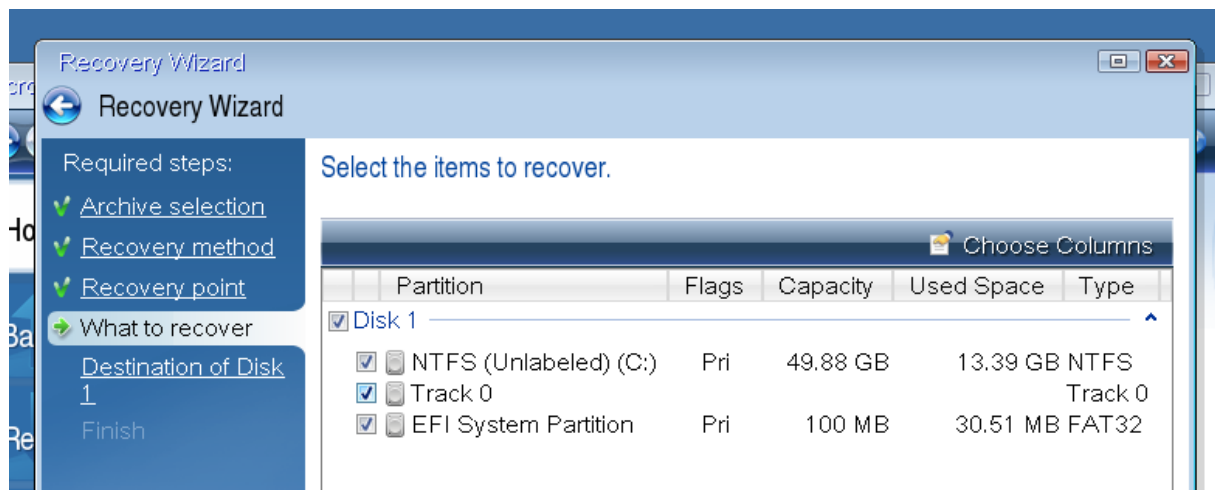 Recovery Wizard
Recovery Wizard
Required steps:
Archive selection
Recovery method
Recovery point
What to recover
Destination of Disk
1
Finish
Select the items to recover.
Choose Columns
Partition Flags Capacity Used Space Type
Disk 1
NTFS (Unlabeled) (C:) Pri 49.88 GB 13.39 GB NTFS
Track 0 Track 0
EFI System Partition Pri 100 MB 30.51 MB FAT32